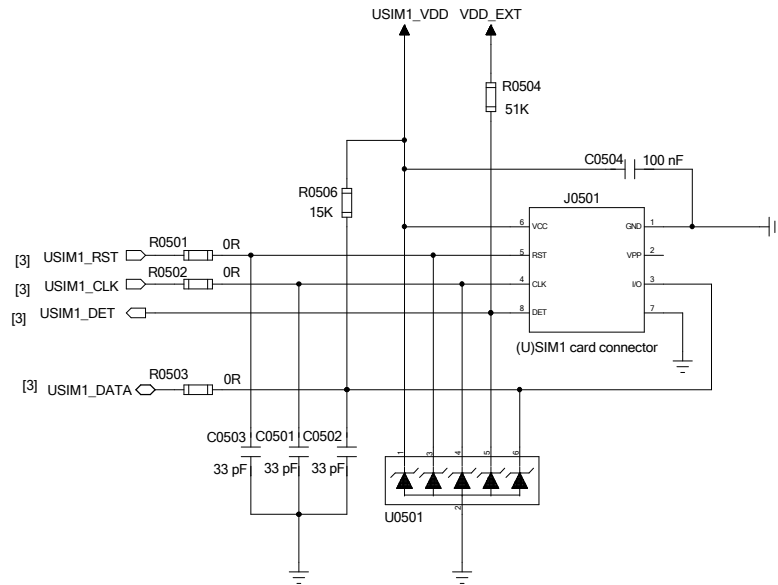 USIM1_VDD VDD_EXT
R0504
51K
C0504 100 nF
R0506
15K
J0501
6 VCC GND 1
5 RST VPP 2
4 CLK I/O 3
8 DET 7
(U)SIM1 card connector
[3] USIM1_RST R0501 0R
[3] USIM1_CLK R0502 0R
[3] USIM1_DET
[3] USIM1_DATA R0503 0R
C0503 C0501 C0502
33 pF 33 pF 33 pF
1 3 4 5 6
2
U0501